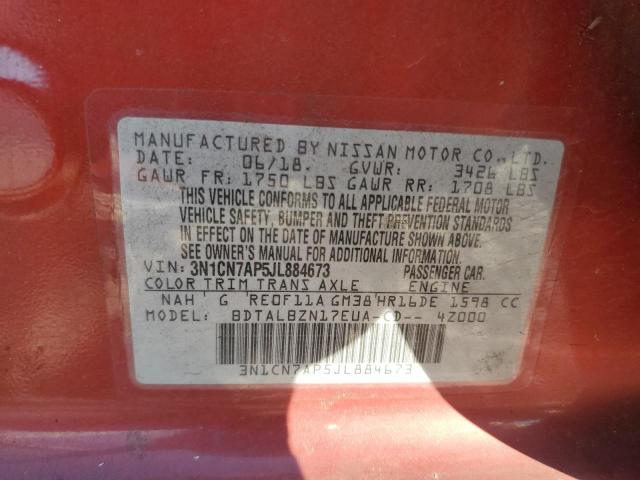 MANUFACTURED BY NISSAN MOTOR CO., LTD.
DATE: 06/18. GVWR: 3426 LBS
GAWR FR: 1750 LBS GAWR RR: 1708 LBS
THIS VEHICLE CONFORMS TO ALL APPLICABLE FEDERAL MOTOR
VEHICLE SAFETY, BUMPER AND THEFT PREVENTION STANDARDS
IN EFFECT ON THE DATE OF MANUFACTURE SHOWN ABOVE.
SEE OWNER'S MANUAL FOR ADDITIONAL INFORMATION.
VIN: 3N1CN7AP5JL884673 PASSENGER CAR.
COLOR TRIM TRANS AXLE ENGINE
NAH G RE0F11A GM38 HR16DE 1598 CC
MODEL: BDTALBZN17EUA-CD-- 4Z000
3N1CN7AP5JL884673